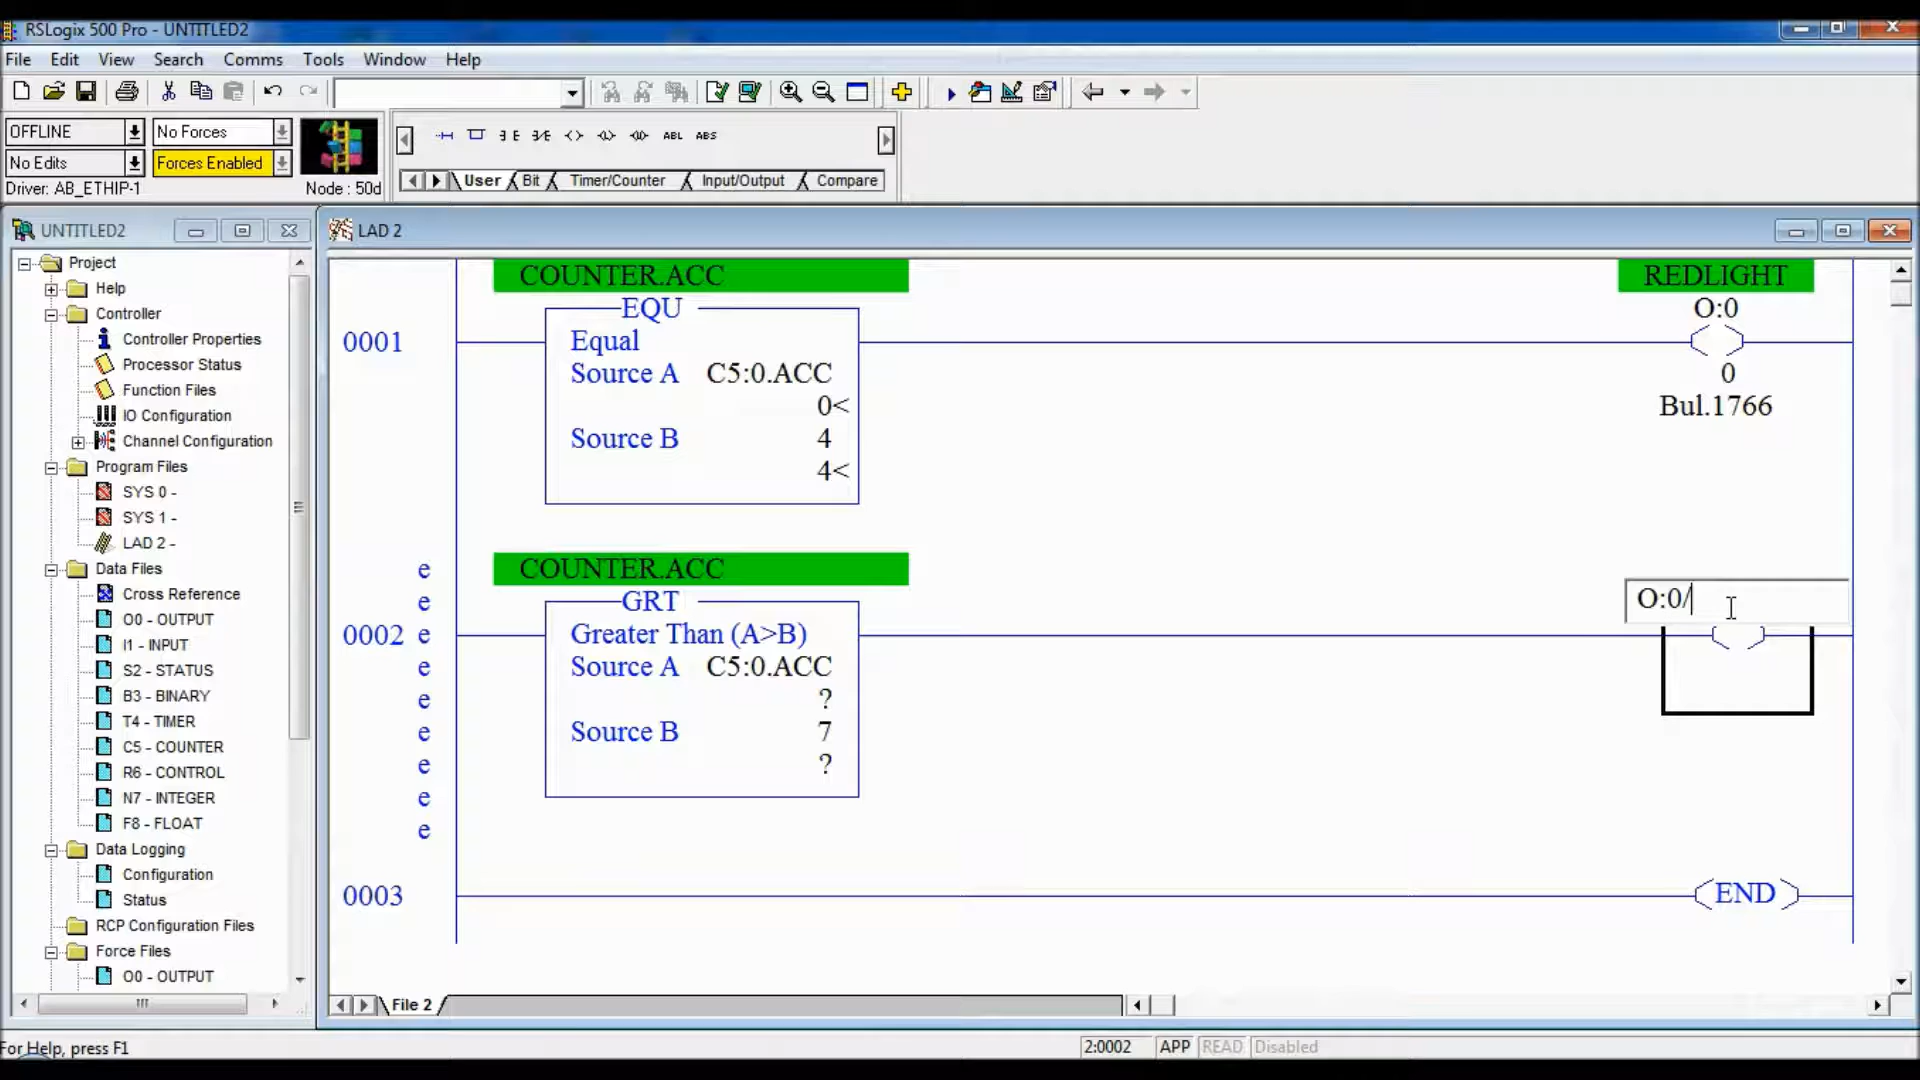 RSLogix 500 Pro - UNTITLED2
File Edit View Search Comms Tools Window Help
OFFLINE No Forces
No Edits Forces Enabled
Driver: AB_ETHIP-1 Node : 50d
ABL ABS
User Bit Timer/Counter Input/Output Compare
UNTITLED2
Project
Help
Controller
Controller Properties
Processor Status
Function Files
IO Configuration
Channel Configuration
Program Files
SYS 0 -
SYS 1 -
LAD 2 -
Data Files
Cross Reference
O0 - OUTPUT
I1 - INPUT
S2 - STATUS
B3 - BINARY
T4 - TIMER
C5 - COUNTER
R6 - CONTROL
N7 - INTEGER
F8 - FLOAT
Data Logging
Configuration
Status
RCP Configuration Files
Force Files
O0 - OUTPUT
LAD 2
COUNTER.ACC
EQU
0001
Equal
Source A C5:0.ACC
0<
Source B 4
4<
REDLIGHT
O:0
0
Bul.1766
COUNTER.ACC
e
GRT
e
0002 e
Greater Than (A>B)
e
Source A C5:0.ACC
e
?
e
Source B 7
e
?
e
e
O:0/
0003
END
File 2
For Help, press F1
2:0002 APP READ Disabled